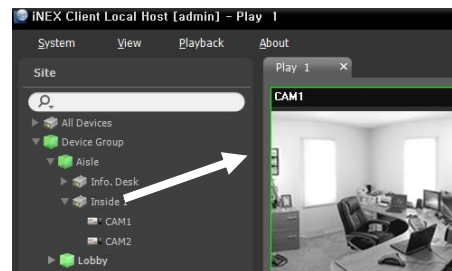 iNEX Client Local Host [admin] - Play 1
System View Playback About
Site
Play 1 ×
CAM1
All Devices
Device Group
Aisle
Info. Desk
Inside 1
CAM1
CAM2
Lobby